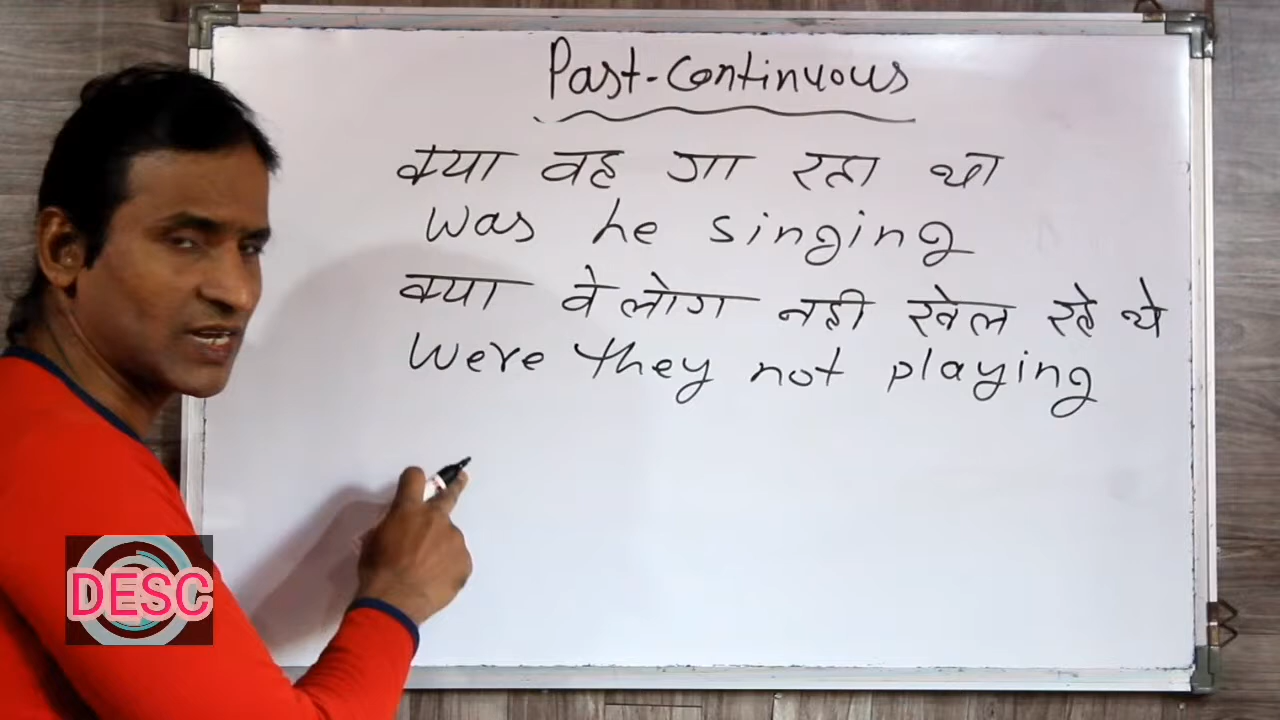 Past-Continuous
क्या वह गा रहा था
was he singing
क्या वे लोग नही खेल रहे थे
were they not playing
DESC